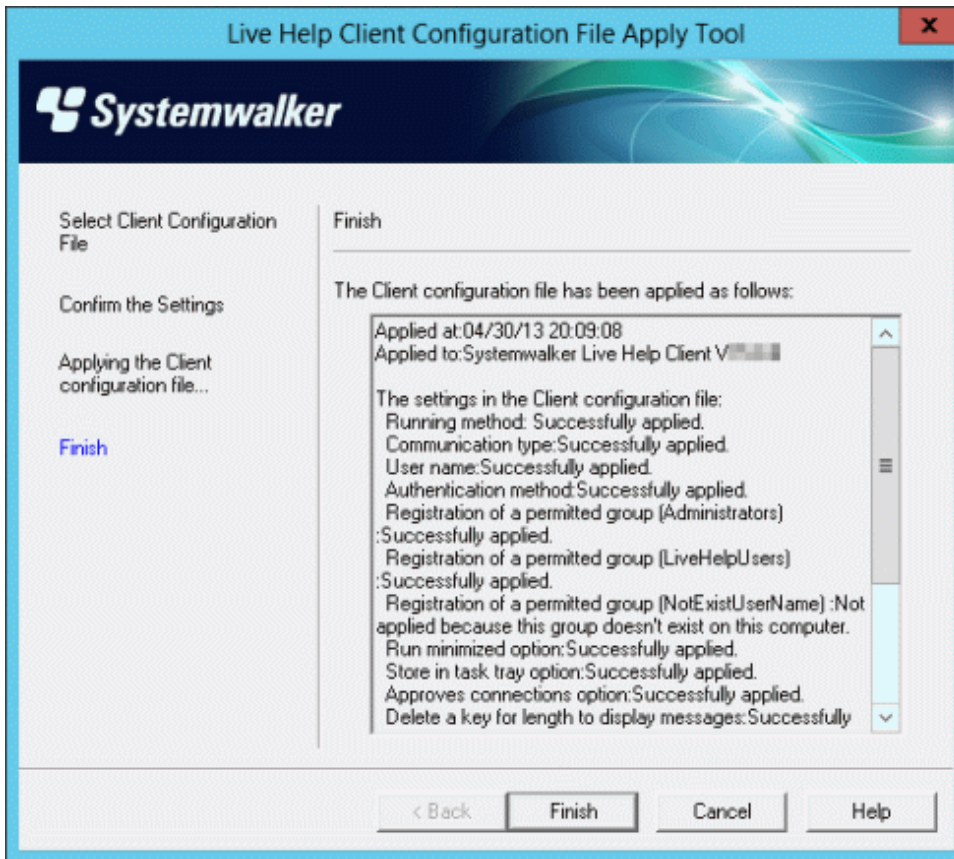 Live Help Client Configuration File Apply Tool
x
Systemwalker
Select Client Configuration
File
Confirm the Settings
Applying the Client
configuration file...
Finish
Finish
The Client configuration file has been applied as follows:
Applied at:04/30/13 20:09:08
Applied to:Systemwalker Live Help Client V
The settings in the Client configuration file:
Running method: Successfully applied.
Communication type:Successfully applied.
User name:Successfully applied.
Authentication method:Successfully applied.
Registration of a permitted group (Administrators)
:Successfully applied.
Registration of a permitted group (LiveHelpUsers)
:Successfully applied.
Registration of a permitted group (NotExistUserName) :Not
applied because this group doesn't exist on this computer.
Run minimized option:Successfully applied.
Store in task tray option:Successfully applied.
Approves connections option:Successfully applied.
Delete a key for length to display messages:Successfully
< Back
Finish
Cancel
Help